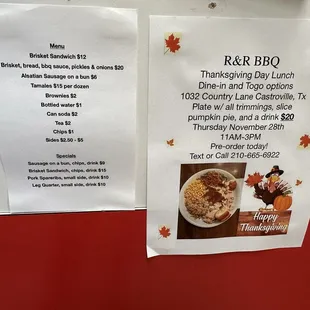 Menu
Brisket Sandwich $12
Brisket, bread, bbq sauce, pickles & onions $20
Alsatian Sausage on a bun $6
Tamales $15 per dozen
Brownies $2
Bottled water $1
Can soda $2
Tea $2
Chips $1
Sides $2.50 - $5
Specials
Sausage on a bun, chips, drink $9
Brisket Sandwich, chips, drink $15
Pork Spareribs, small side, drink $10
Leg Quarter, small side, drink $10
R&R BBQ
Thanksgiving Day Lunch
Dine-in and Togo options
1032 Country Lane Castroville, Tx
Plate w/ all trimmings, slice
pumpkin pie, and a drink $20
Thursday November 28th
11AM-3PM
Pre-order today!
Text or Call 210-665-6922
Happy
Thanksgiving